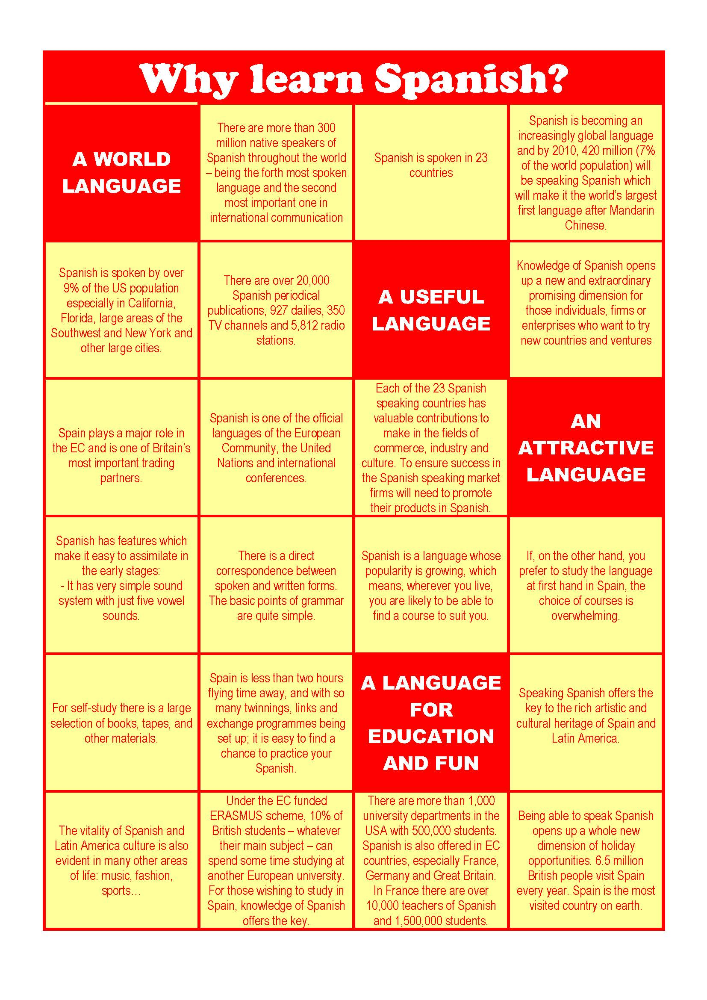 Why learn Spanish?
A WORLD
LANGUAGE
There are more than 300
million native speakers of
Spanish throughout the world
– being the forth most spoken
language and the second
most important one in
international communication
Spanish is spoken in 23
countries
Spanish is becoming an
increasingly global language
and by 2010, 420 million (7%
of the world population) will
be speaking Spanish which
will make it the world’s largest
first language after Mandarin
Chinese.
Spanish is spoken by over
9% of the US population
especially in California,
Florida, large areas of the
Southwest and New York and
other large cities.
There are over 20,000
Spanish periodical
publications, 927 dailies, 350
TV channels and 5,812 radio
stations.
A USEFUL
LANGUAGE
Knowledge of Spanish opens
up a new and extraordinary
promising dimension for
those individuals, firms or
enterprises who want to try
new countries and ventures
Spain plays a major role in
the EC and is one of Britain’s
most important trading
partners.
Spanish is one of the official
languages of the European
Community, the United
Nations and international
conferences.
Each of the 23 Spanish
speaking countries has
valuable contributions to
make in the fields of
commerce, industry and
culture. To ensure success in
the Spanish speaking market
firms will need to promote
their products in Spanish.
AN
ATTRACTIVE
LANGUAGE
Spanish has features which
make it easy to assimilate in
the early stages:
- It has very simple sound
system with just five vowel
sounds.
There is a direct
correspondence between
spoken and written forms.
The basic points of grammar
are quite simple.
Spanish is a language whose
popularity is growing, which
means, wherever you live,
you are likely to be able to
find a course to suit you.
If, on the other hand, you
prefer to study the language
at first hand in Spain, the
choice of courses is
overwhelming.
For self-study there is a large
selection of books, tapes, and
other materials.
Spain is less than two hours
flying time away, and with so
many twinnings, links and
exchange programmes being
set up; it is easy to find a
chance to practice your
Spanish.
A LANGUAGE
FOR
EDUCATION
AND FUN
Speaking Spanish offers the
key to the rich artistic and
cultural heritage of Spain and
Latin America.
The vitality of Spanish and
Latin America culture is also
evident in many other areas
of life: music, fashion,
sports…
Under the EC funded
ERASMUS scheme, 10% of
British students – whatever
their main subject – can
spend some time studying at
another European university.
For those wishing to study in
Spain, knowledge of Spanish
offers the key.
There are more than 1,000
university departments in the
USA with 500,000 students.
Spanish is also offered in EC
countries, especially France,
Germany and Great Britain.
In France there are over
10,000 teachers of Spanish
and 1,500,000 students.
Being able to speak Spanish
opens up a whole new
dimension of holiday
opportunities. 6.5 million
British people visit Spain
every year. Spain is the most
visited country on earth.